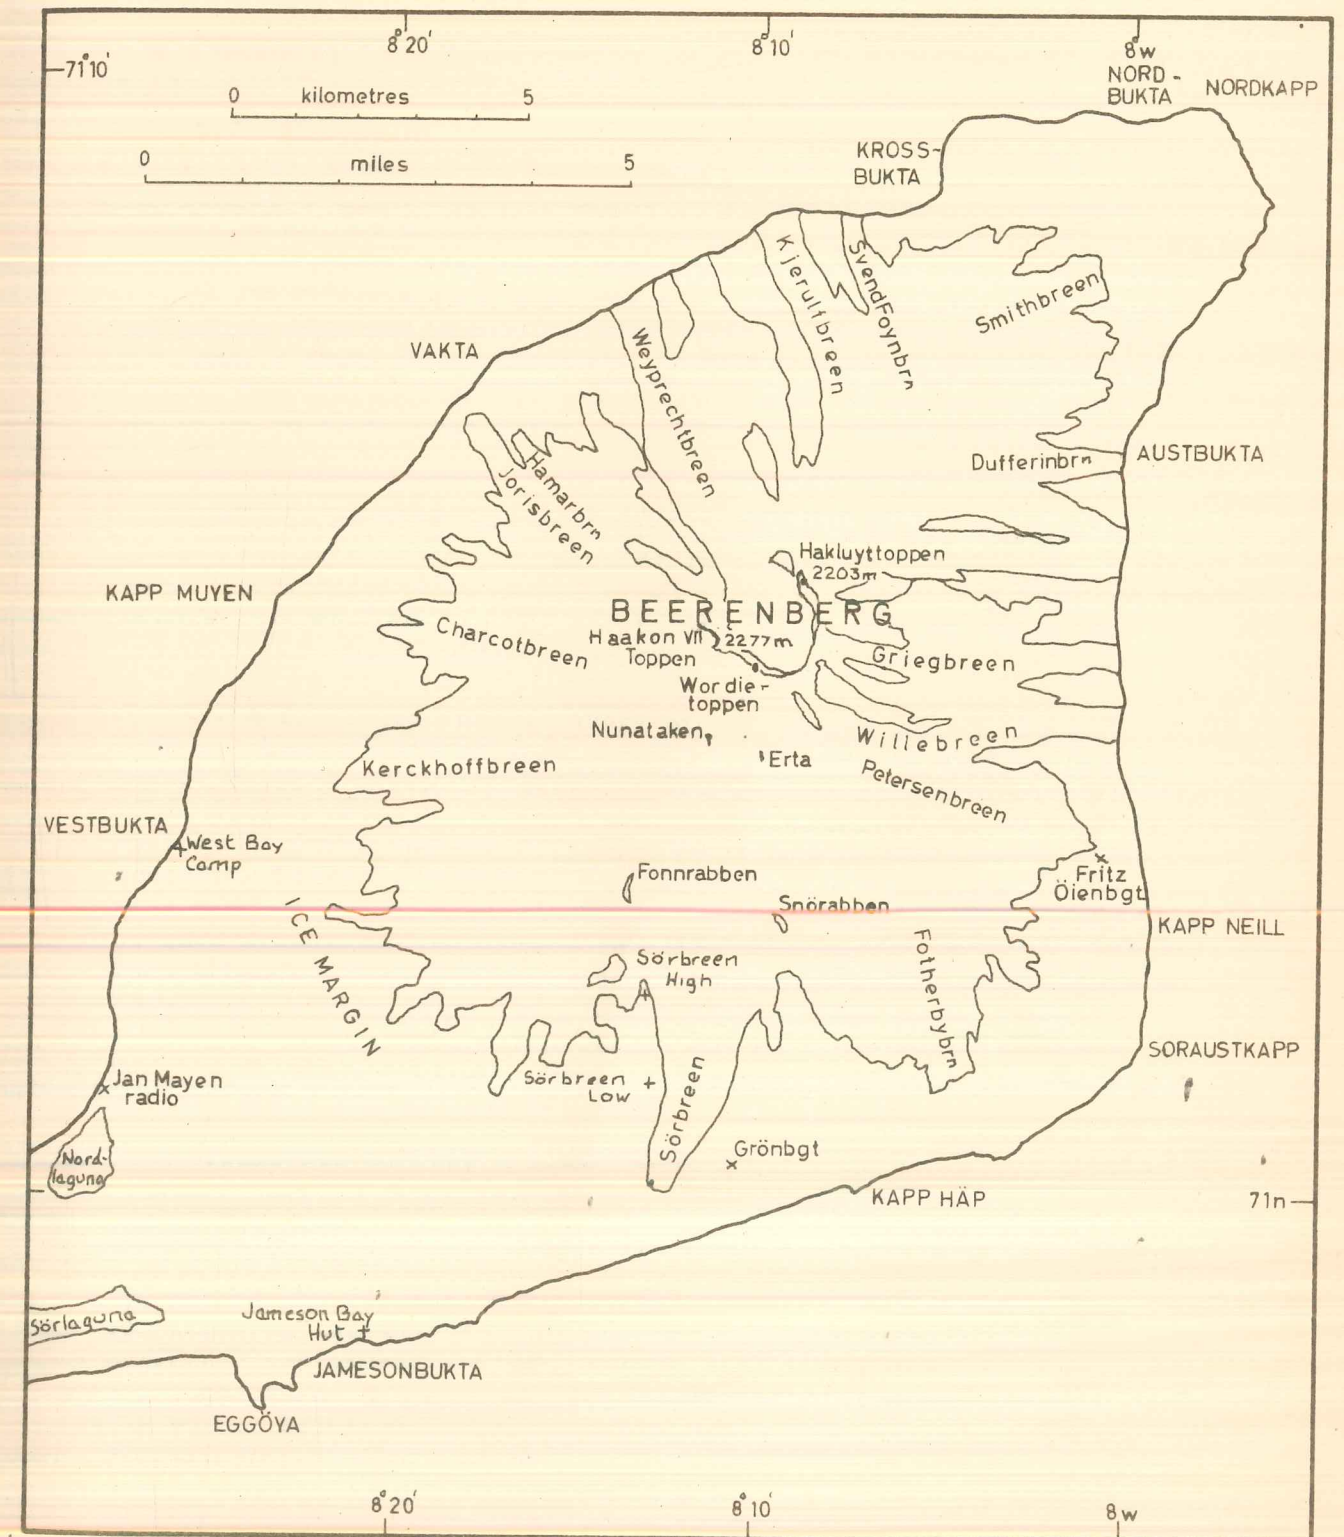 8°20'
8°10'
8°W
71°10'
NORD-
BUKTA
NORDKAPP
0 kilometres 5
0 miles 5
KROSS-
BUKTA
Kjerulfbreen
SvendFoynbrn
Smithbreen
VAKTA
Weyprechtbreen
Hamarbrn
Jorisbreen
Dufferinbrn
AUSTBUKTA
Hakluyttoppen
2203m
KAPP MUYEN
BEERENBERG
Haakon VII
Toppen
2277m
Charcotbreen
Griegbreen
Wordie-
toppen
Nunataken
Willebreen
Erta
Kerckhoffbreen
Petersenbreen
VESTBUKTA
West Bay
Camp
Fonnrabben
Fritz
Öienbgt
Snörabben
ICE MARGIN
KAPP NEILL
Fotherbybrn
Sörbreen
High
SORAUSTKAPP
Jan Mayen
radio
Sörbreen
Low
Sörbreen
Grönbgt
Nord-
laguna
KAPP HÄP
71n
Sörlaguna
Jameson Bay
Hut
JAMESONBUKTA
EGGÖYA
8°20'
8°10'
8W